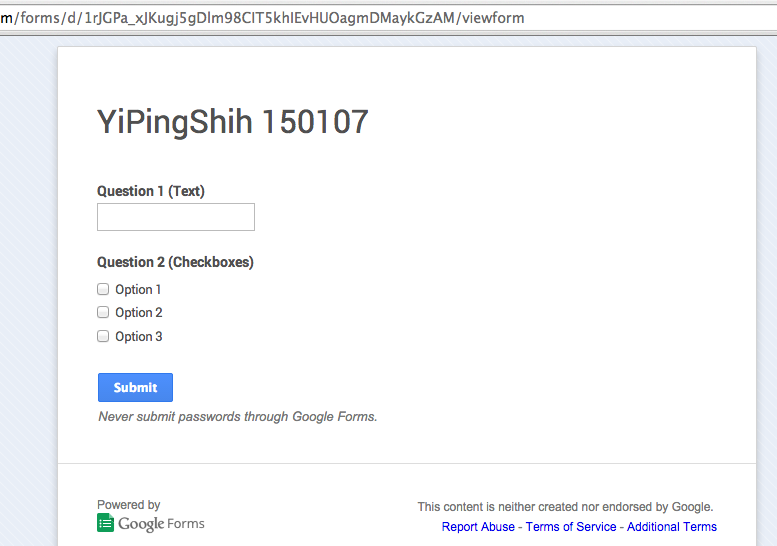 m/forms/d/1rJGPa_xJKugj5gDlm98ClT5khlEvHUOagmDMaykGzAM/viewform
YiPingShih 150107
Question 1 (Text)
Question 2 (Checkboxes)
Option 1
Option 2
Option 3
Submit
Never submit passwords through Google Forms.
Powered by
Google Forms
This content is neither created nor endorsed by Google.
Report Abuse - Terms of Service - Additional Terms